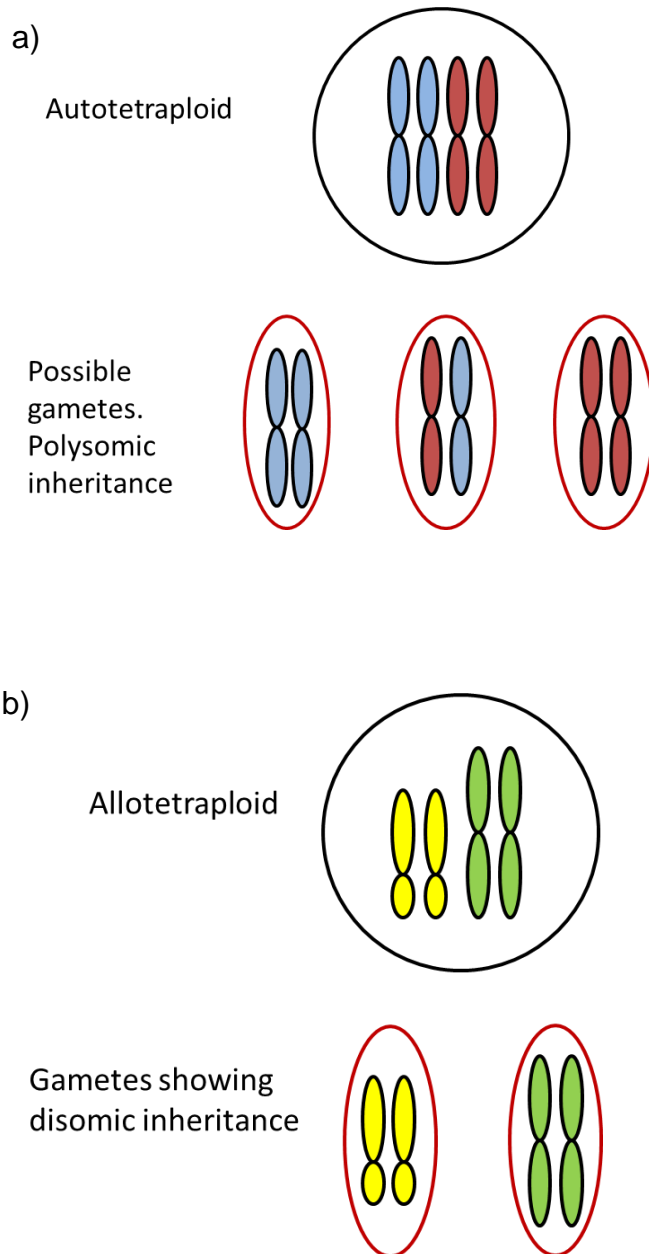 a)
Autotetraploid
Possible
gametes.
Polysomic
inheritance
b)
Allotetraploid
Gametes showing
disomic inheritance